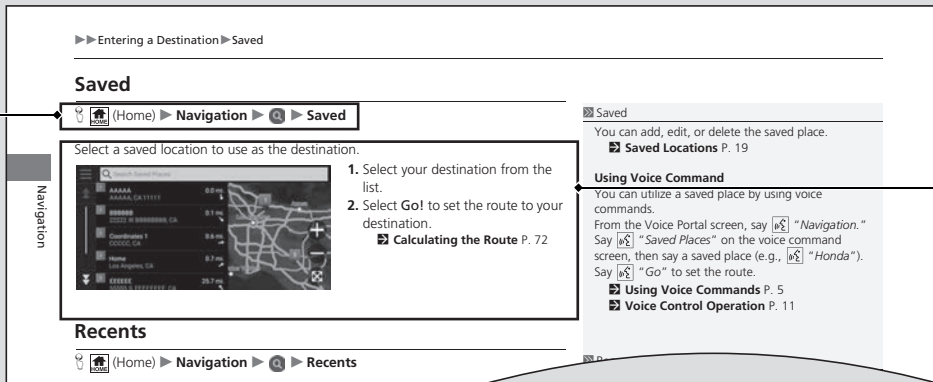 ▶▶Entering a Destination▶Saved
Saved
HOME (Home) ▶ Navigation ▶ ▶ Saved
Select a saved location to use as the destination.
Search Saved Places
AAAAA
AAAAA, CA 11111
0.0 mi
BBBBBB
0.1 mi
Coordinates 1
CCCCC, CA
0.6 mi
Home
Los Angeles, CA
0.7 mi
EEEEEE
25.7 mi
1. Select your destination from the
list.
2. Select Go! to set the route to your
destination.
Calculating the Route P. 72
Recents
HOME (Home) ▶ Navigation ▶ ▶ Recents
Navigation
Saved
You can add, edit, or delete the saved place.
Saved Locations P. 19
Using Voice Command
You can utilize a saved place by using voice
commands.
From the Voice Portal screen, say “Navigation.”
Say “Saved Places” on the voice command
screen, then say a saved place (e.g., “Honda”).
Say “Go” to set the route.
Using Voice Commands P. 5
Voice Control Operation P. 11